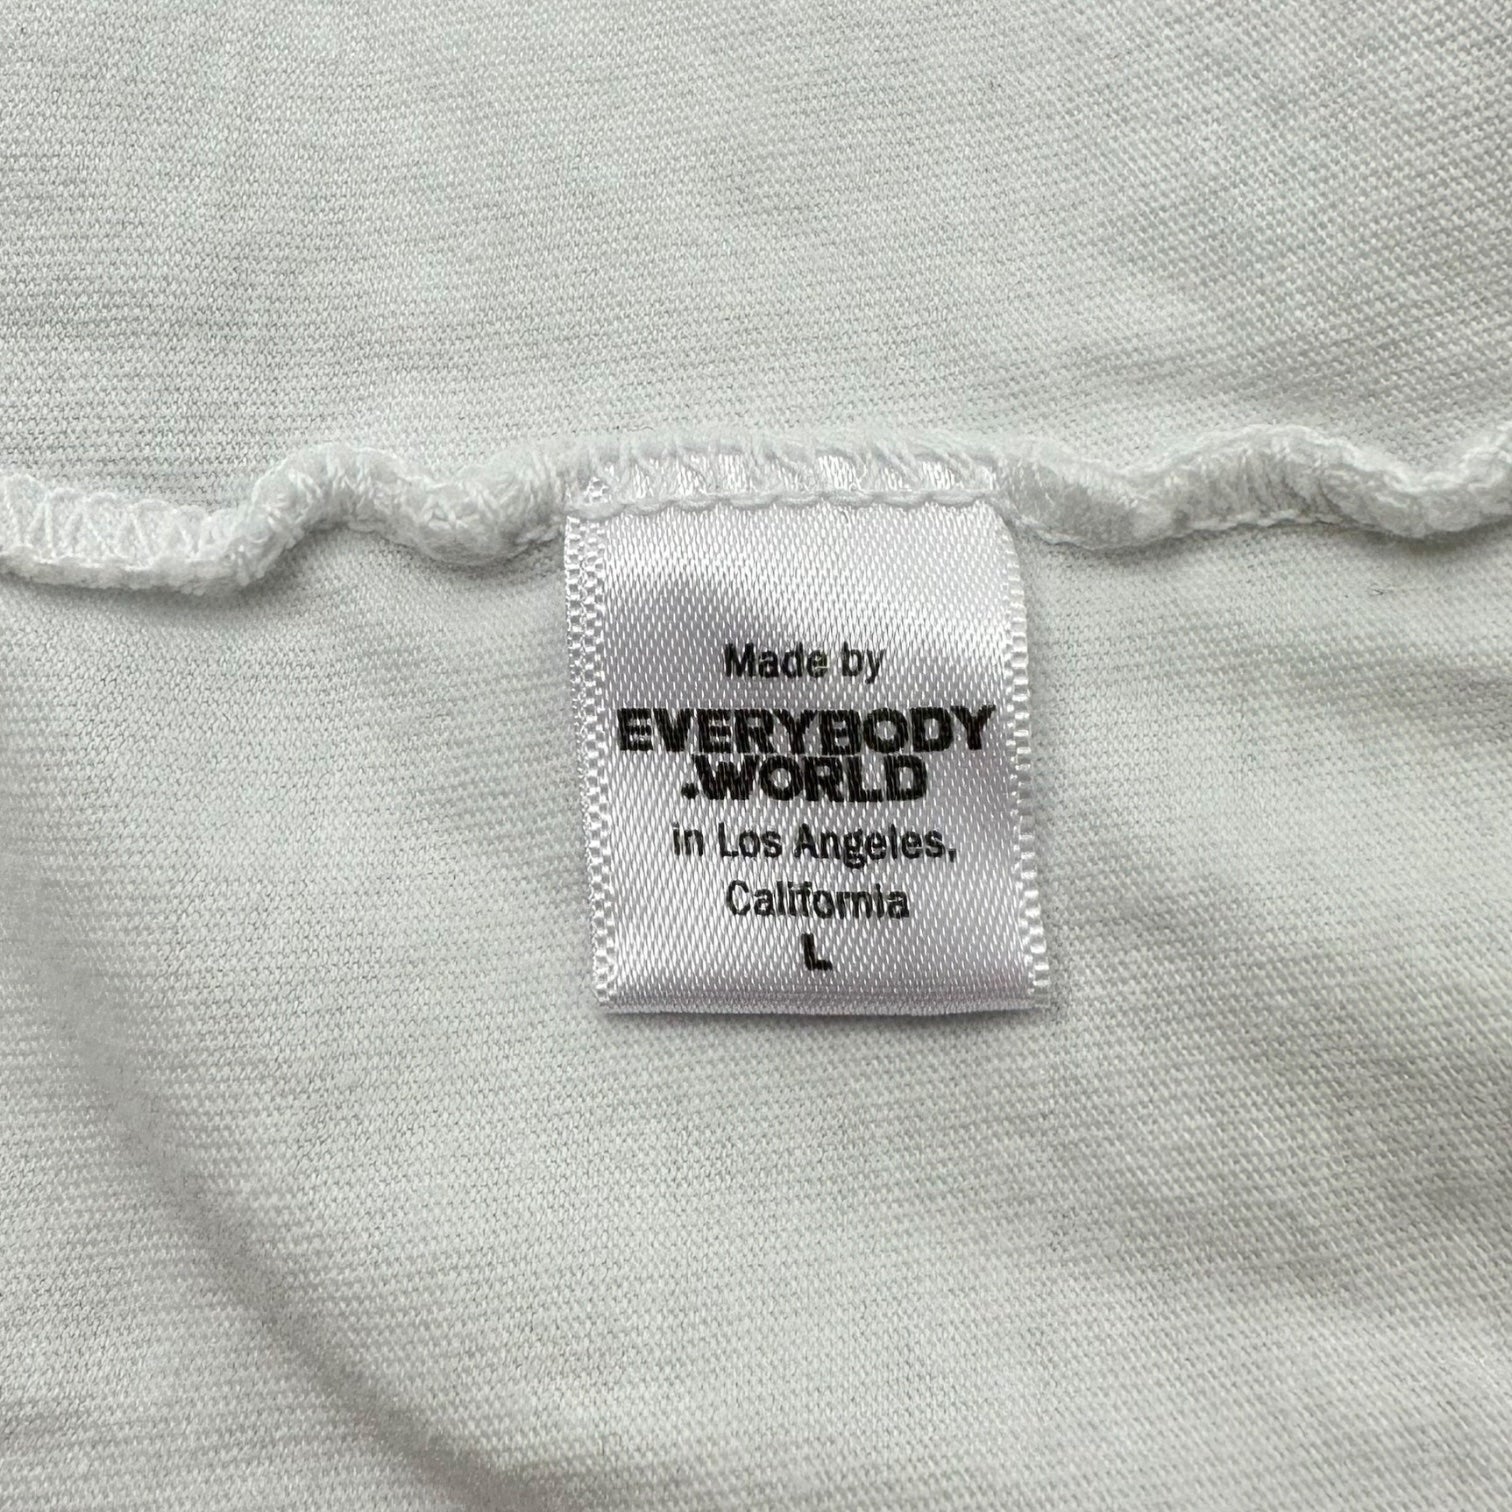 Made by
EVERYBODY
.WORLD
in Los Angeles,
California
L